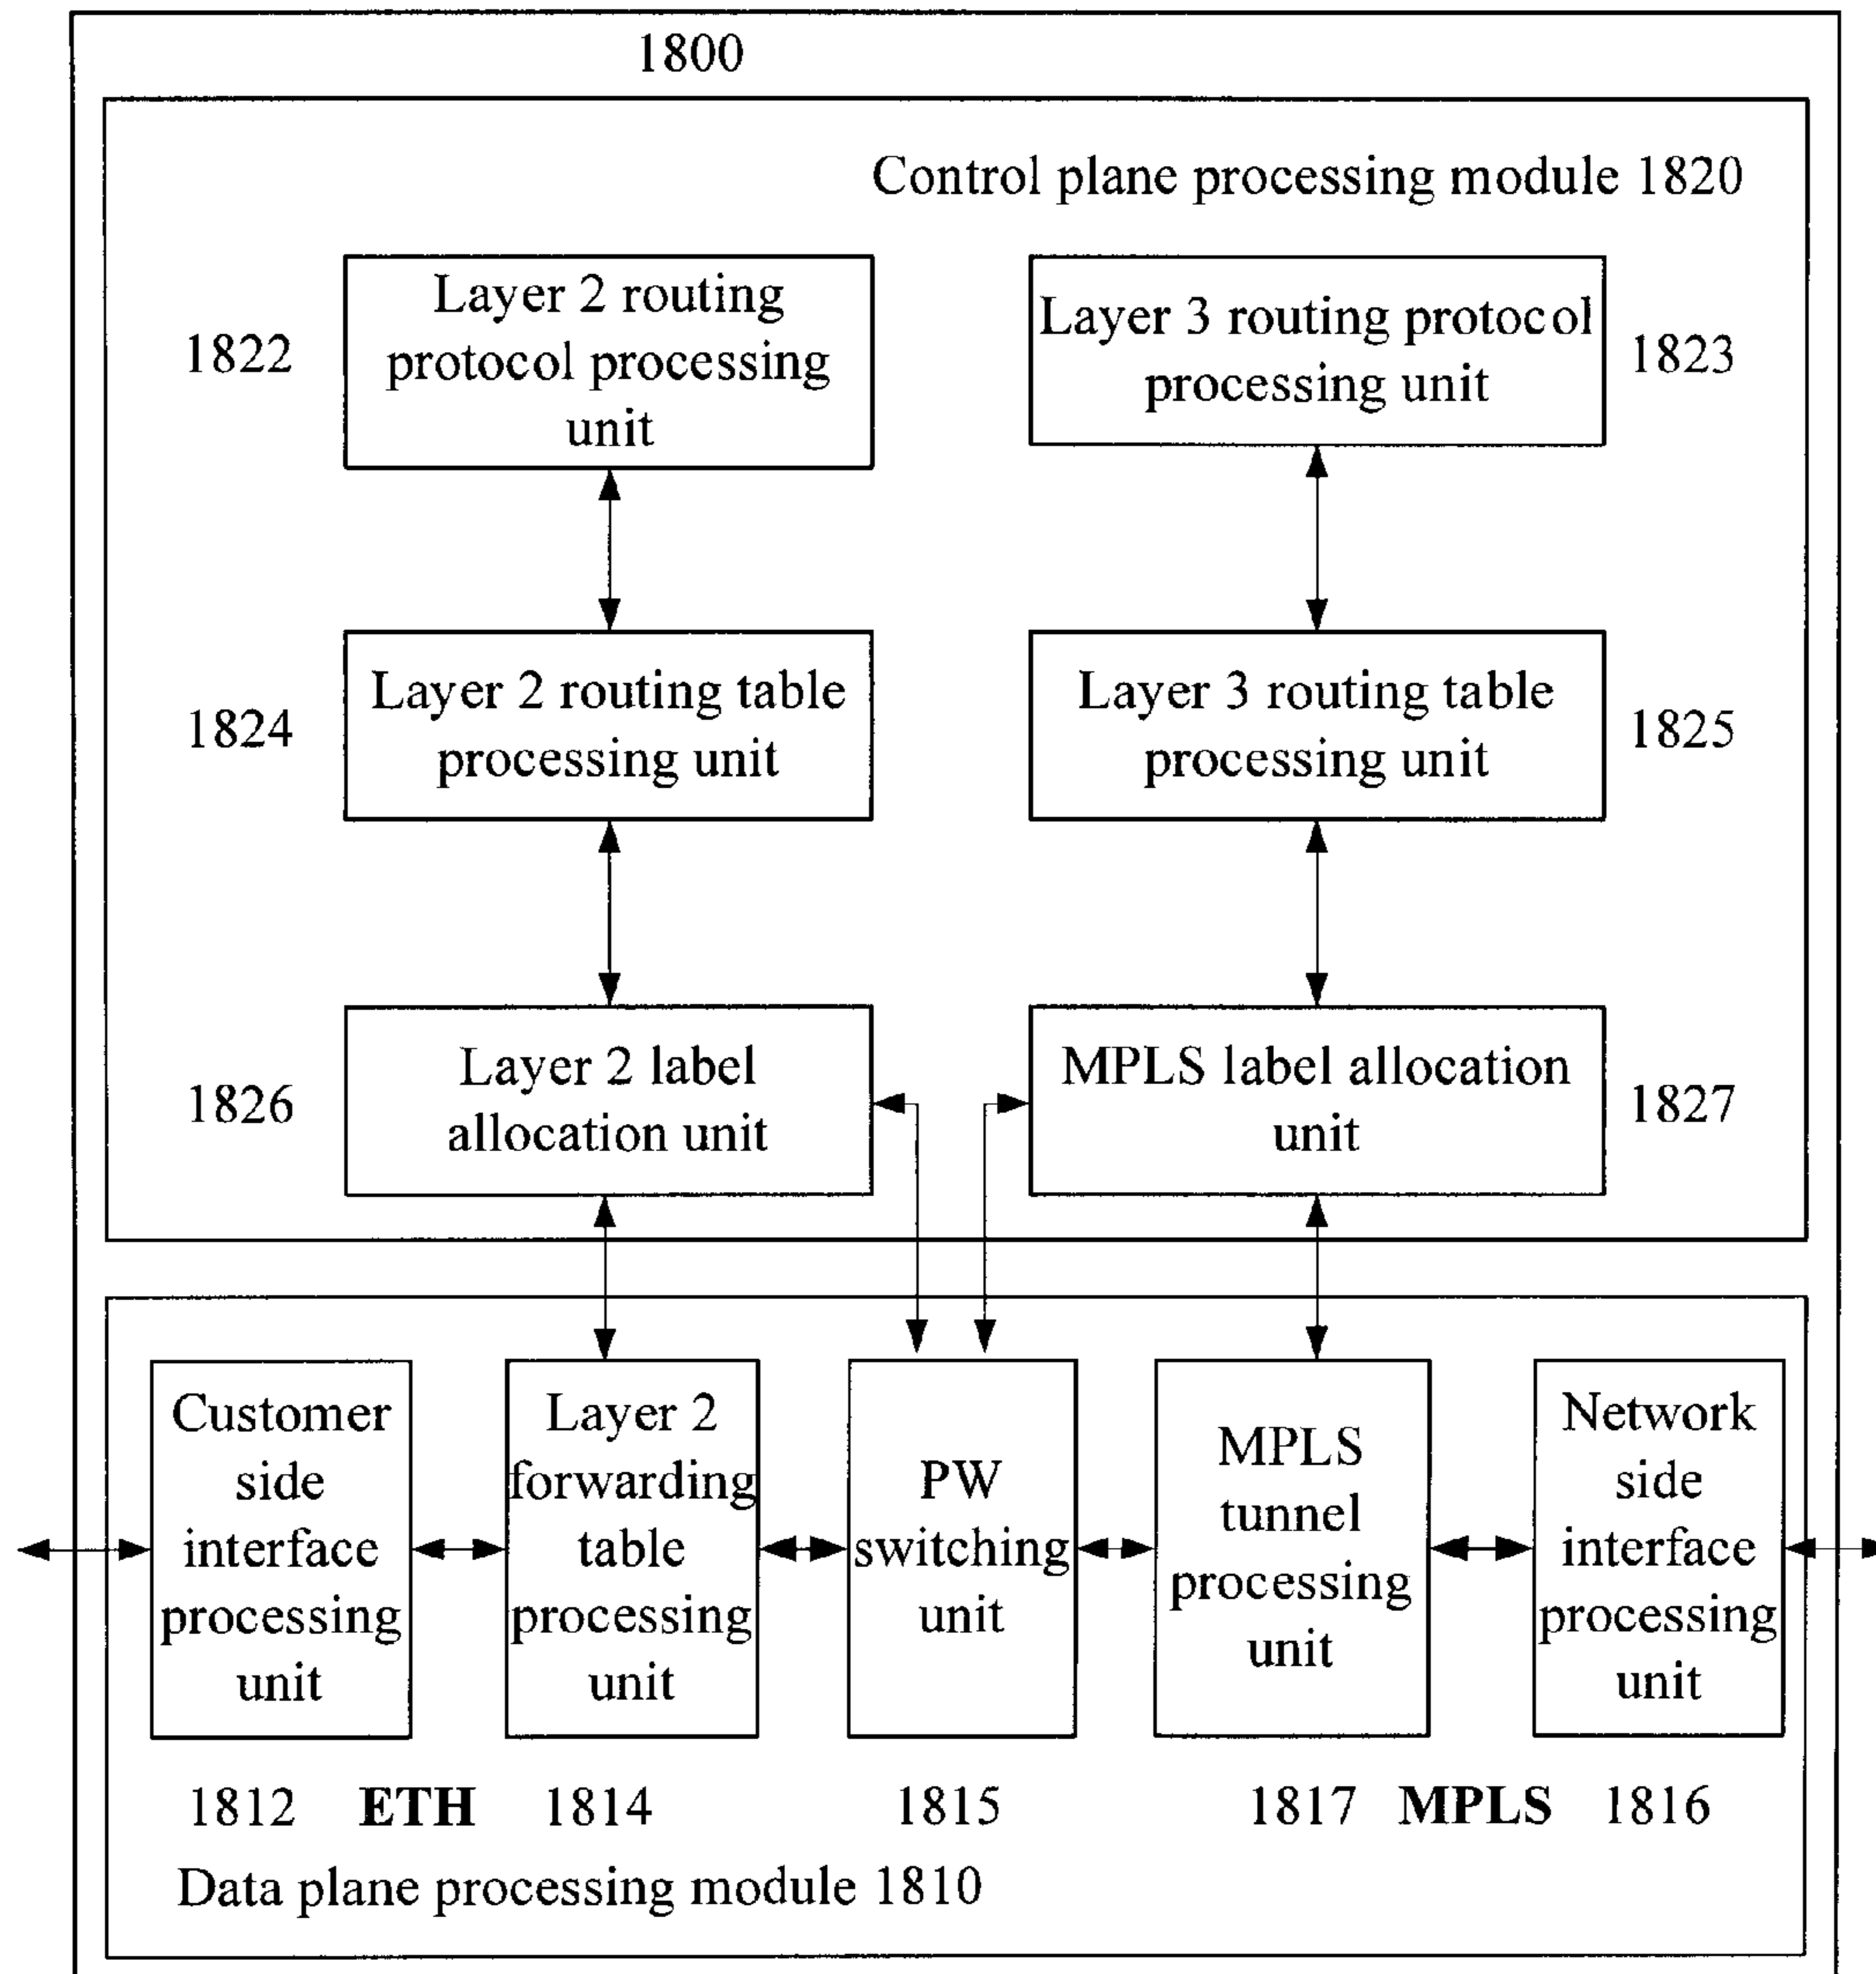 1800
Control plane processing module 1820
Layer 2 routing
protocol processing
unit
1822
Layer 3 routing protocol
processing unit
1823
Layer 2 routing table
processing unit
1824
Layer 3 routing table
processing unit
1825
Layer 2 label
allocation unit
1826
MPLS label allocation
unit
1827
Customer
side
interface
processing
unit
Layer 2
forwarding
table
processing
unit
PW
switching
unit
MPLS
tunnel
processing
unit
Network
side
interface
processing
unit
1812 ETH 1814 1815 1817 MPLS 1816
Data plane processing module 1810